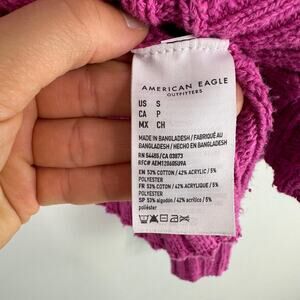 AMERICAN EAGLE
OUTFITTERS
US S
CA P
MX CH
MADE IN BANGLADESH / FABRIQUÉ AU
BANGLADESH / HECHO EN BANGLADESH
RN 54485/CA 03873
EN 53% COTTON / 42% ACRYLIC / 5%
POLYESTER
FR 53% COTON / 42% ACRYLIQUE / 5%
POLYESTER
SP 53% algodón / 42% acrílico / 5%
poliéster